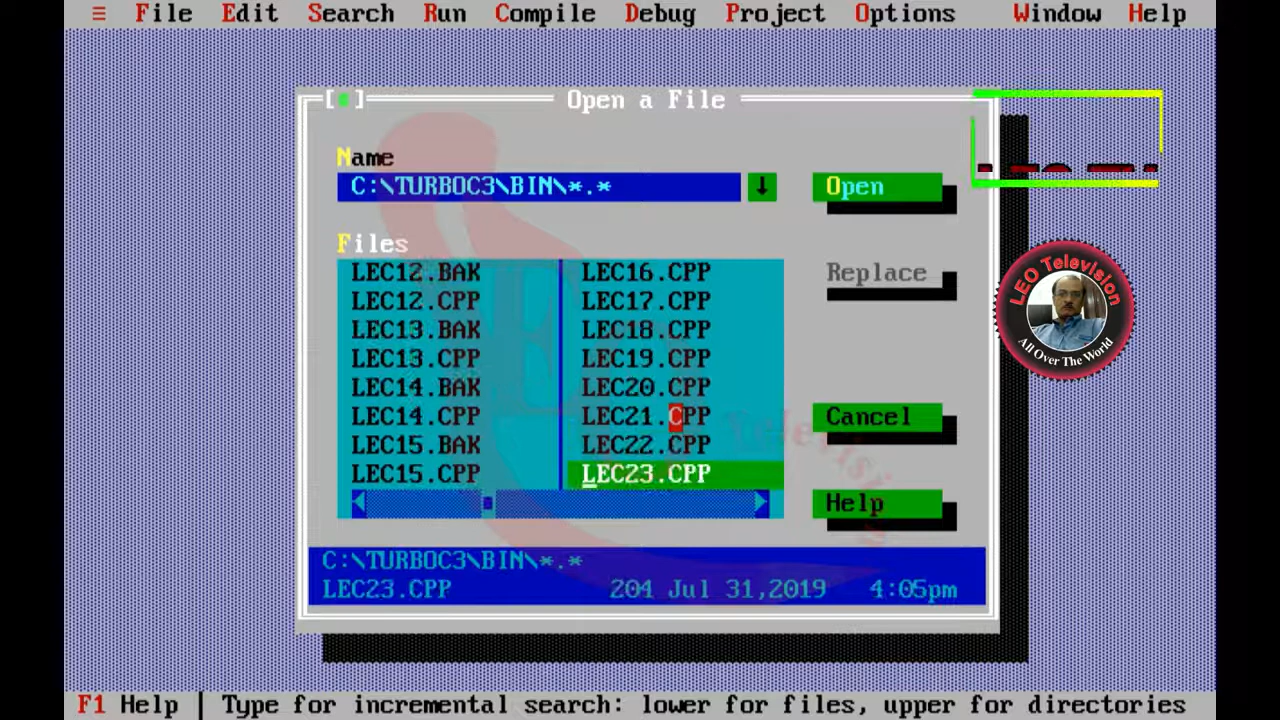 ≡ File Edit Search Run Compile Debug Project Options Window Help
[■] Open a File
Name
C:\TURBOC3\BIN\*.* ↓ Open
Files
LEC12.BAK LEC16.CPP Replace
LEC12.CPP LEC17.CPP
LEC13.BAK LEC18.CPP
LEC13.CPP LEC19.CPP
LEC14.BAK LEC20.CPP
LEC14.CPP LEC21.CPP Cancel
LEC15.BAK LEC22.CPP
LEC15.CPP LEC23.CPP
Help
C:\TURBOC3\BIN\*.*
LEC23.CPP 204 Jul 31,2019 4:05pm
F1 Help | Type for incremental search: lower for files, upper for directories
LEO Television
All Over The World
Television